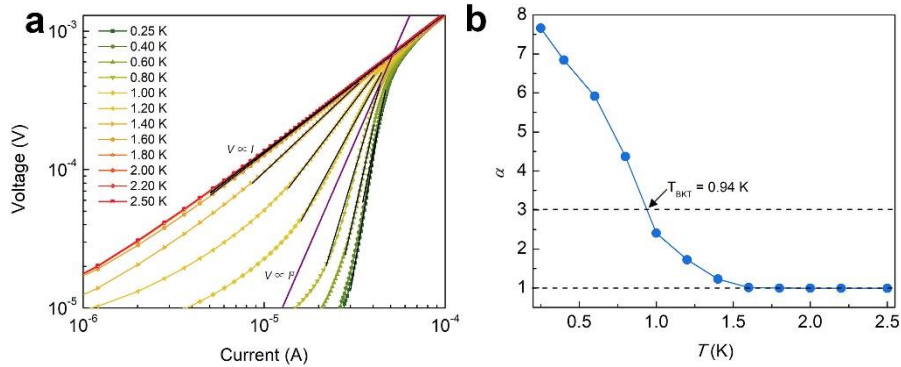 a
10⁻³
10⁻⁴
10⁻⁵
Voltage (V)
0.25 K
0.40 K
0.60 K
0.80 K
1.00 K
1.20 K
1.40 K
1.60 K
1.80 K
2.00 K
2.20 K
2.50 K
V ∝ I
V ∝ I³
10⁻⁶
10⁻⁵
10⁻⁴
Current (A)
b
8
7
6
5
4
3
2
1
α
T_BKT = 0.94 K
0.5
1.0
1.5
2.0
2.5
T (K)